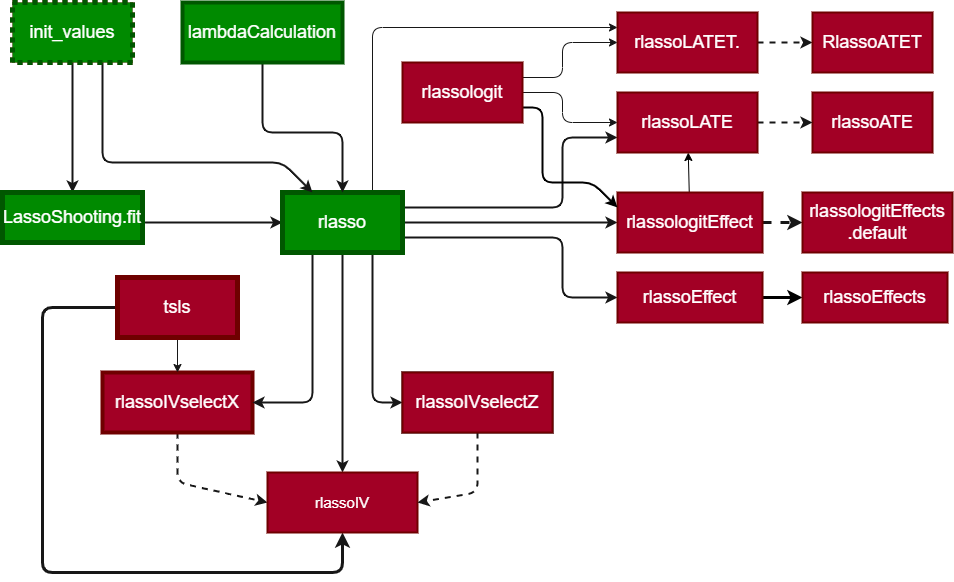 init_values
lambdaCalculation
rlassoLATET.
RlassoATET
rlassologit
rlassoLATE
rlassoATE
LassoShooting.fit
rlasso
rlassologitEffect
rlassologitEffects
.default
tsls
rlassoEffect
rlassoEffects
rlassoIVselectX
rlassoIVselectZ
rlassoIV